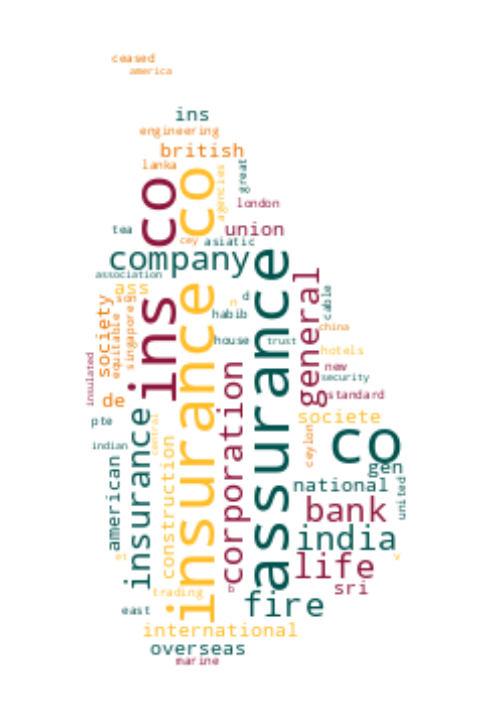 ceased
america
ins
engineering
british
lanka
great
agencies
co
co
london
tea
union
cey
asiatic
company
association
assurance
general
ass
ins
insurance
society
equitable
singapore
son
n
d
cable
habib
china
house
trust
hotels
insulated
new
security
standard
de
corporation
societe
pte
insurance
central
ceylon
co
indian
construction
american
gen
national
united
bank
india
et
life
v
b
sri
trading
fire
east
international
overseas
marine